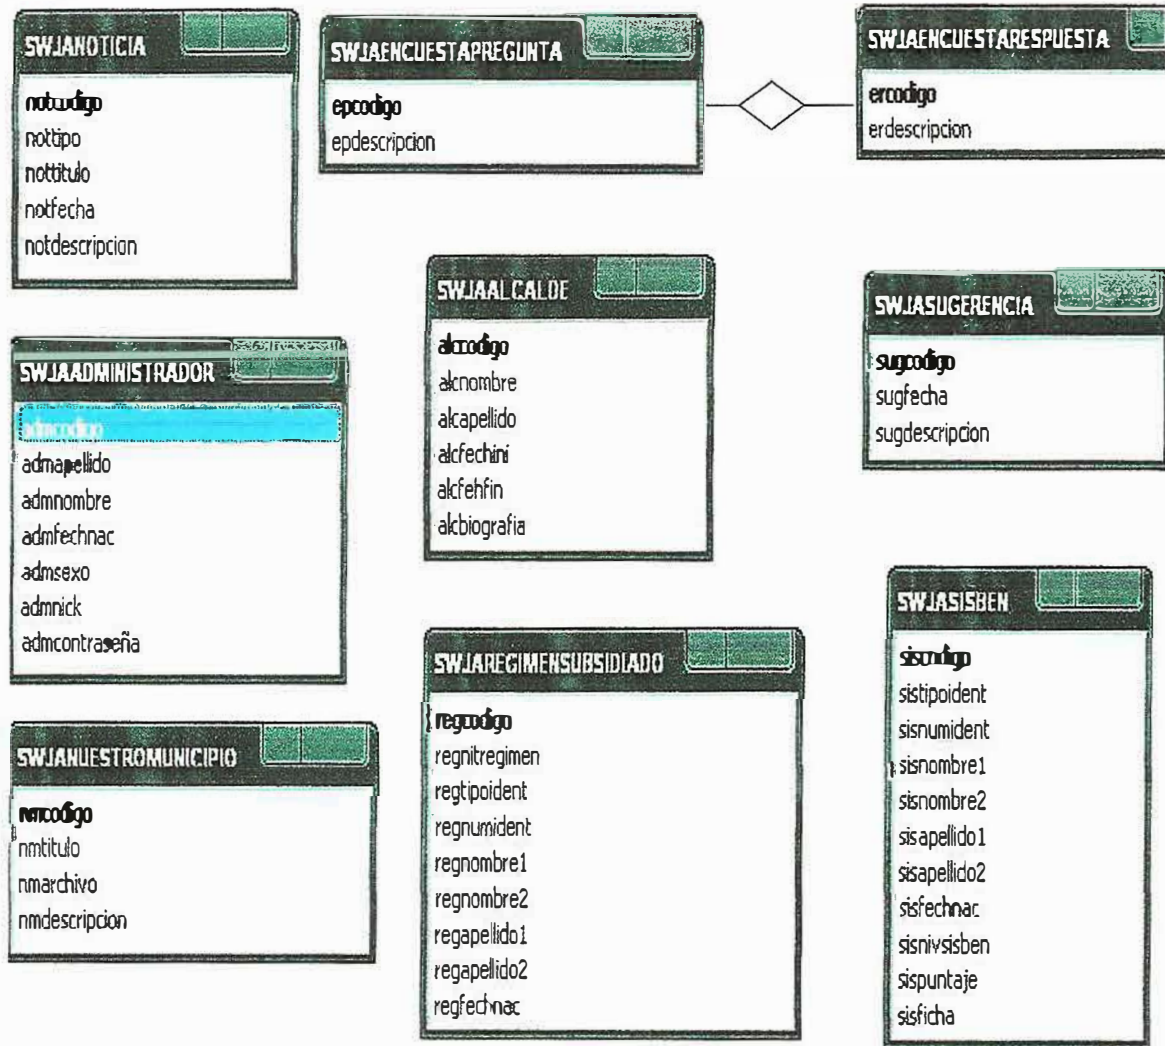 SWJANOTICIA
notcodigo
nottipo
nottitulo
notfecha
notdescripcion
SWJAENCUESTAPREGUNTA
epcodigo
epdescripcion
SWJAENCUESTARESPUESTA
ercodigo
erdescripcion
SWJAADMINISTRADOR
admcodigo
admapellido
admnombre
admfechnac
admsexo
admnick
admcontraseña
SWJAALCALDE
alccodigo
alcnombre
alcapellido
alcfechini
alcfehfin
alcbiografia
SWJASUGERENCIA
sugcodigo
sugfecha
sugdescripcion
SWJANUESTROMUNICIPIO
nmcodigo
nmtitulo
nmarchivo
nmdescripcion
SWJAREGIMENSUBSIDIADO
regcodigo
regnitregimen
regtipoident
regnumident
regnombre1
regnombre2
regapellido1
regapellido2
regfechnac
SWJASISBEN
siscodigo
sistipoident
sisnumident
sisnombre1
sisnombre2
sisapellido1
sisapellido2
sisfechnac
sisnivsisben
sispuntaje
sisficha